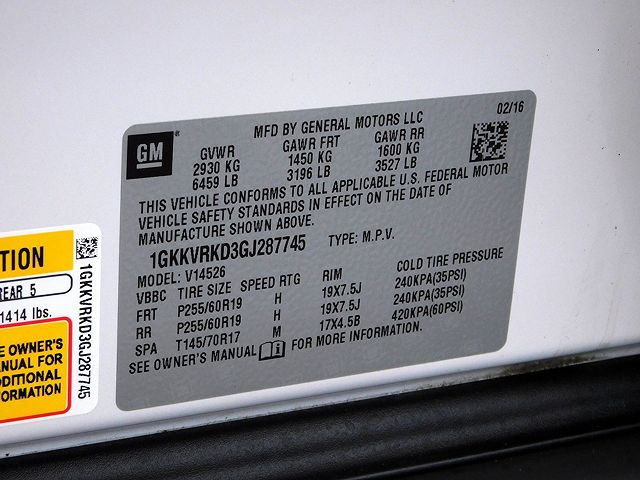 GM
MFD BY GENERAL MOTORS LLC
02/16
GVWR GAWR FRT GAWR RR
2930 KG 1450 KG 1600 KG
6459 LB 3196 LB 3527 LB
THIS VEHICLE CONFORMS TO ALL APPLICABLE U.S. FEDERAL MOTOR
VEHICLE SAFETY STANDARDS IN EFFECT ON THE DATE OF
MANUFACTURE SHOWN ABOVE.
1GKKVRKD3GJ287745 TYPE: M.P.V.
MODEL: V14526
VBBC TIRE SIZE SPEED RTG RIM COLD TIRE PRESSURE
FRT P255/60R19 H 19X7.5J 240KPA(35PSI)
RR P255/60R19 H 19X7.5J 240KPA(35PSI)
SPA T145/70R17 M 17X4.5B 420KPA(60PSI)
SEE OWNER'S MANUAL FOR MORE INFORMATION.
TION
REAR 5
1414 lbs.
E OWNER'S
ANUAL FOR
DDITIONAL
ORMATION
1GKKVRKD3GJ287745